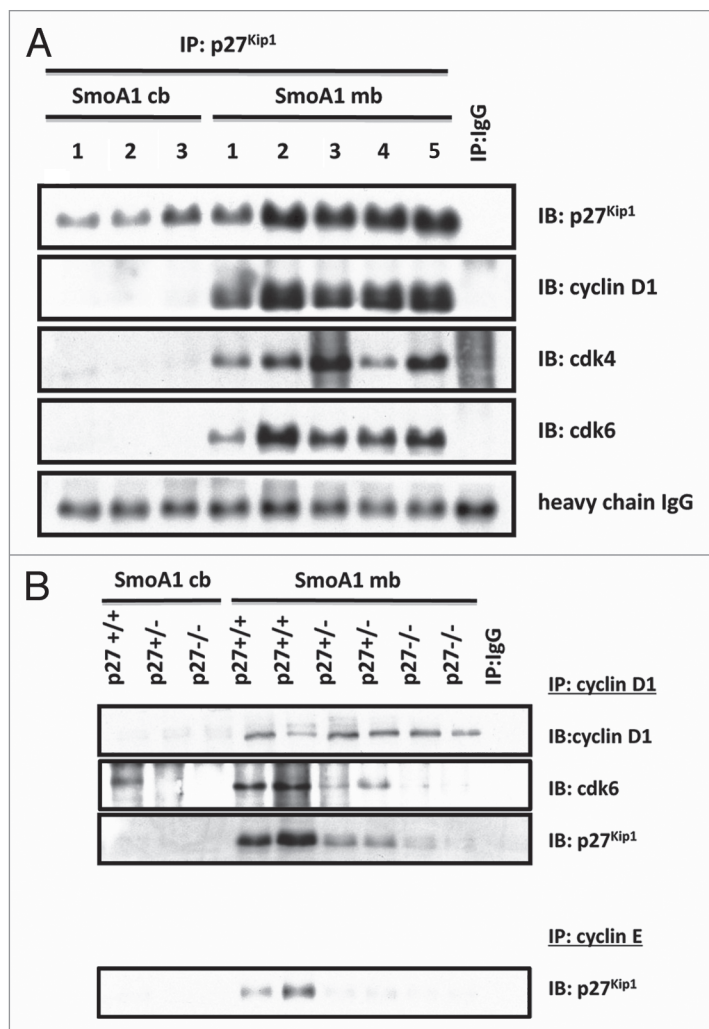 A
IP: p27Kip1
SmoA1 cb SmoA1 mb IP:IgG
1 2 3 1 2 3 4 5
IB: p27Kip1
IB: cyclin D1
IB: cdk4
IB: cdk6
heavy chain IgG
B
SmoA1 cb SmoA1 mb
p27 +/+ p27+/- p27-/- p27+/+ p27+/+ p27+/- p27+/- p27-/- p27-/- IP:IgG
IP: cyclin D1
IB:cyclin D1
IB: cdk6
IB: p27Kip1
IP: cyclin E
IB: p27Kip1